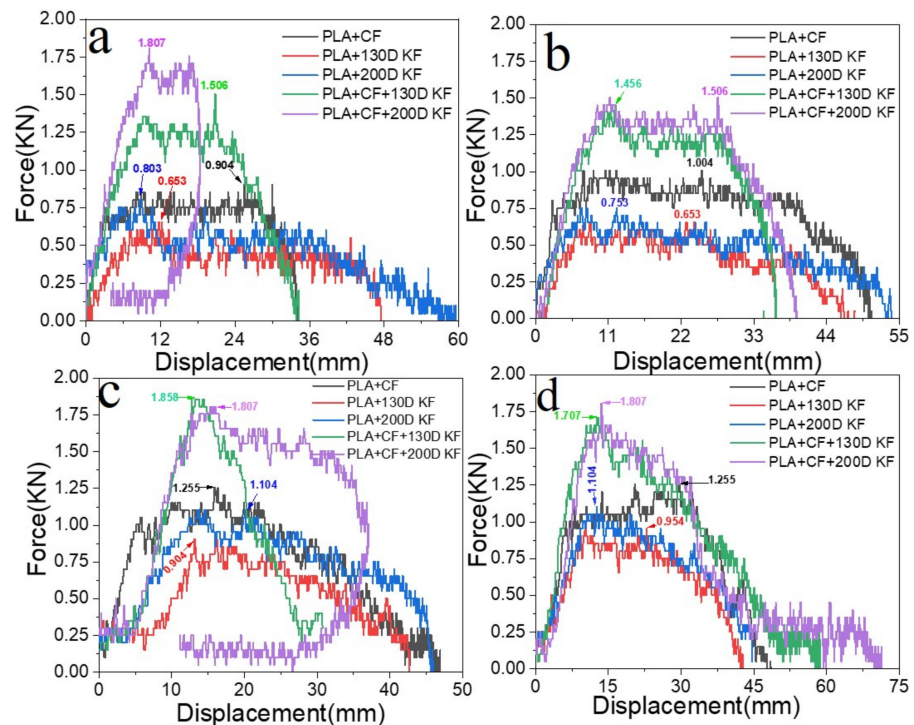 a
2.00
1.75
1.50
1.25
1.00
0.75
0.50
0.25
0.00
Force(KN)
1.807
1.506
0.904
0.803
0.653
PLA+CF
PLA+130D KF
PLA+200D KF
PLA+CF+130D KF
PLA+CF+200D KF
0 12 24 36 48 60
Displacement(mm)
b
2.00
1.75
1.50
1.25
1.00
0.75
0.50
0.25
0.00
Force(KN)
1.456
1.506
1.004
0.753
0.653
PLA+CF
PLA+130D KF
PLA+200D KF
PLA+CF+130D KF
PLA+CF+200D KF
0 11 22 33 44 55
Displacement(mm)
c
2.00
1.75
1.50
1.25
1.00
0.75
0.50
0.25
0.00
Force(KN)
1.858
1.807
1.255
1.104
0.904
PLA+CF
PLA+130D KF
PLA+200D KF
PLA+CF+130D KF
PLA+CF+200D KF
0 10 20 30 40 50
Displacement(mm)
d
2.00
1.75
1.50
1.25
1.00
0.75
0.50
0.25
0.00
Force(KN)
1.807
1.707
1.104
1.255
0.954
PLA+CF
PLA+130D KF
PLA+200D KF
PLA+CF+130D KF
PLA+CF+200D KF
0 15 30 45 60 75
Displacement(mm)